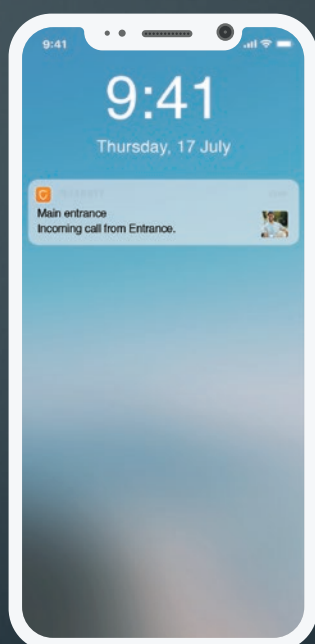 9:41
9:41
Thursday, 17 July
Main entrance
Incoming call from Entrance.